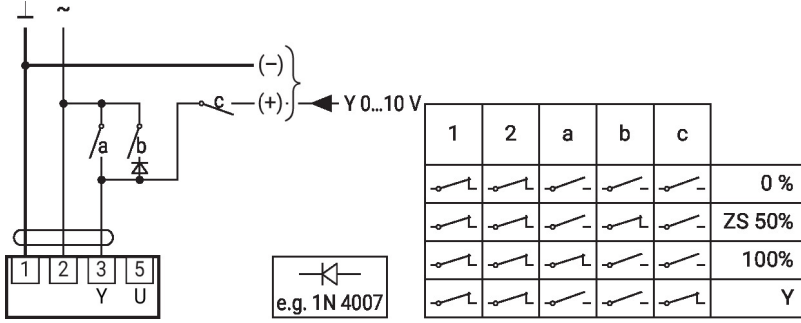 ⊥ ~
(−)
c (+) Y 0...10 V
a b
1 2 3 5
Y U
e.g. 1N 4007
1 2 a b c
0 %
ZS 50%
100%
Y